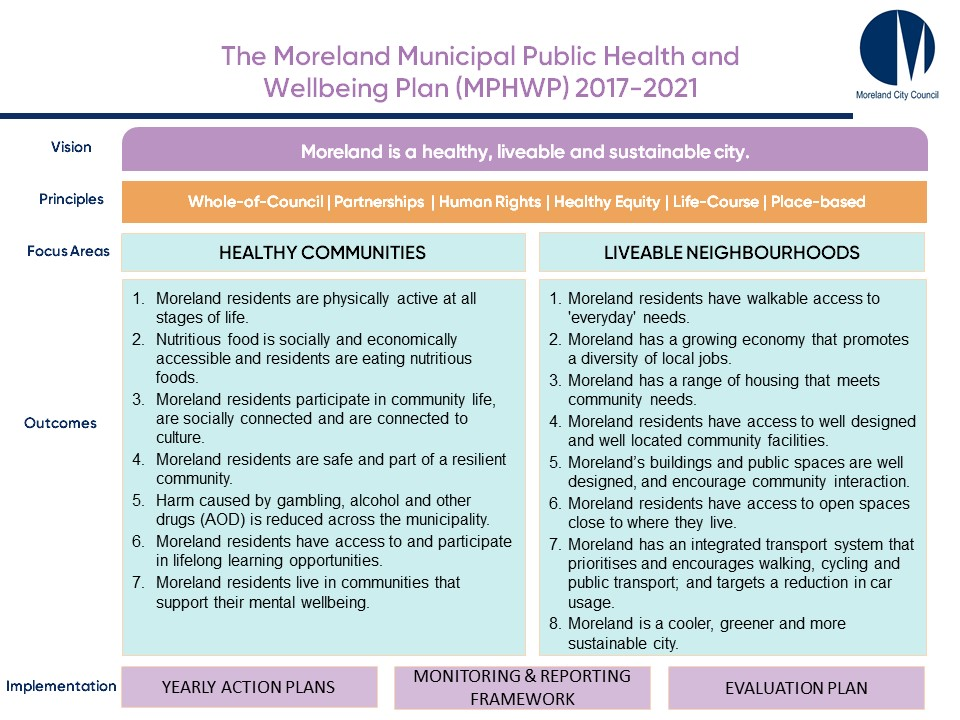 The Moreland Municipal Public Health and
Wellbeing Plan (MPHWP) 2017-2021
Moreland City Council
Vision
Moreland is a healthy, liveable and sustainable city.
Principles
Whole-of-Council | Partnerships | Human Rights | Healthy Equity | Life-Course | Place-based
Focus Areas
HEALTHY COMMUNITIES
LIVEABLE NEIGHBOURHOODS
Outcomes
1. Moreland residents are physically active at all
stages of life.
2. Nutritious food is socially and economically
accessible and residents are eating nutritious
foods.
3. Moreland residents participate in community life,
are socially connected and are connected to
culture.
4. Moreland residents are safe and part of a resilient
community.
5. Harm caused by gambling, alcohol and other
drugs (AOD) is reduced across the municipality.
6. Moreland residents have access to and participate
in lifelong learning opportunities.
7. Moreland residents live in communities that
support their mental wellbeing.
1. Moreland residents have walkable access to
'everyday' needs.
2. Moreland has a growing economy that promotes
a diversity of local jobs.
3. Moreland has a range of housing that meets
community needs.
4. Moreland residents have access to well designed
and well located community facilities.
5. Moreland’s buildings and public spaces are well
designed, and encourage community interaction.
6. Moreland residents have access to open spaces
close to where they live.
7. Moreland has an integrated transport system that
prioritises and encourages walking, cycling and
public transport; and targets a reduction in car
usage.
8. Moreland is a cooler, greener and more
sustainable city.
Implementation
YEARLY ACTION PLANS
MONITORING & REPORTING
FRAMEWORK
EVALUATION PLAN